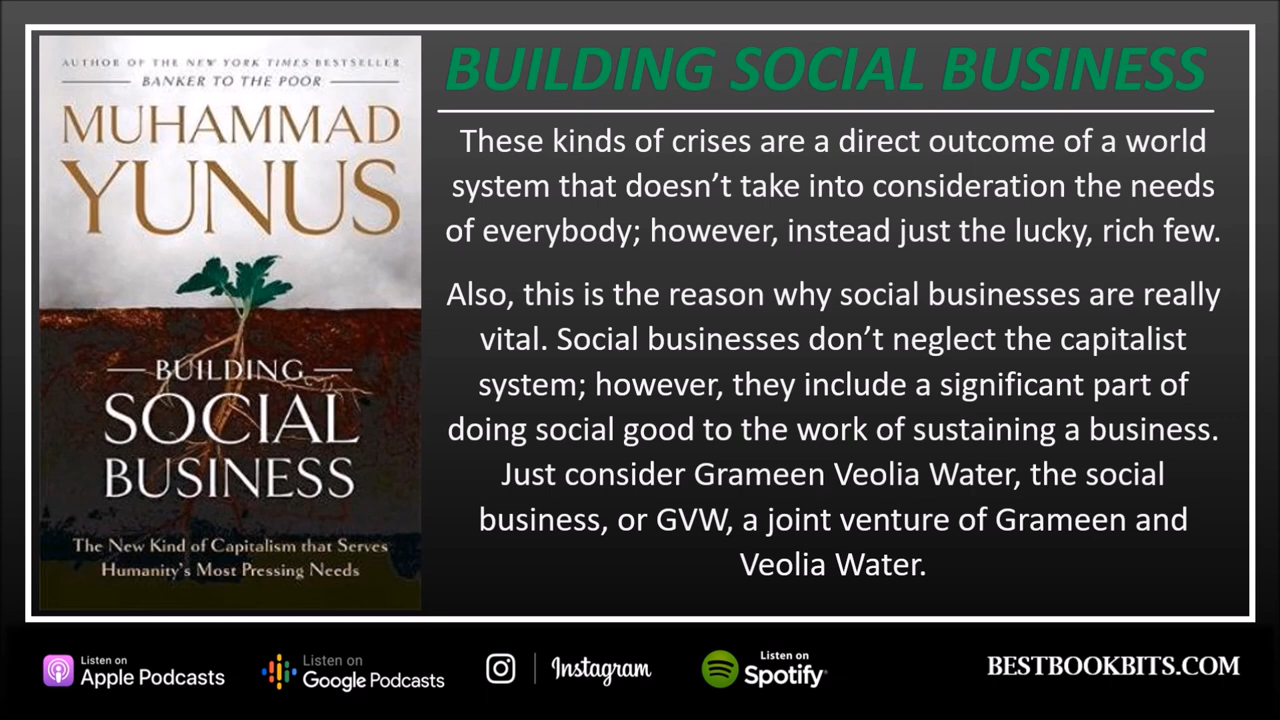 AUTHOR OF THE NEW YORK TIMES BESTSELLER
BANKER TO THE POOR
MUHAMMAD
YUNUS
BUILDING
SOCIAL
BUSINESS
The New Kind of Capitalism that Serves
Humanity's Most Pressing Needs
BUILDING SOCIAL BUSINESS
These kinds of crises are a direct outcome of a world
system that doesn’t take into consideration the needs
of everybody; however, instead just the lucky, rich few.
Also, this is the reason why social businesses are really
vital. Social businesses don’t neglect the capitalist
system; however, they include a significant part of
doing social good to the work of sustaining a business.
Just consider Grameen Veolia Water, the social
business, or GVW, a joint venture of Grameen and
Veolia Water.
Listen on
Apple Podcasts
Listen on
Google Podcasts
Instagram
Listen on
Spotify
BESTBOOKBITS.COM